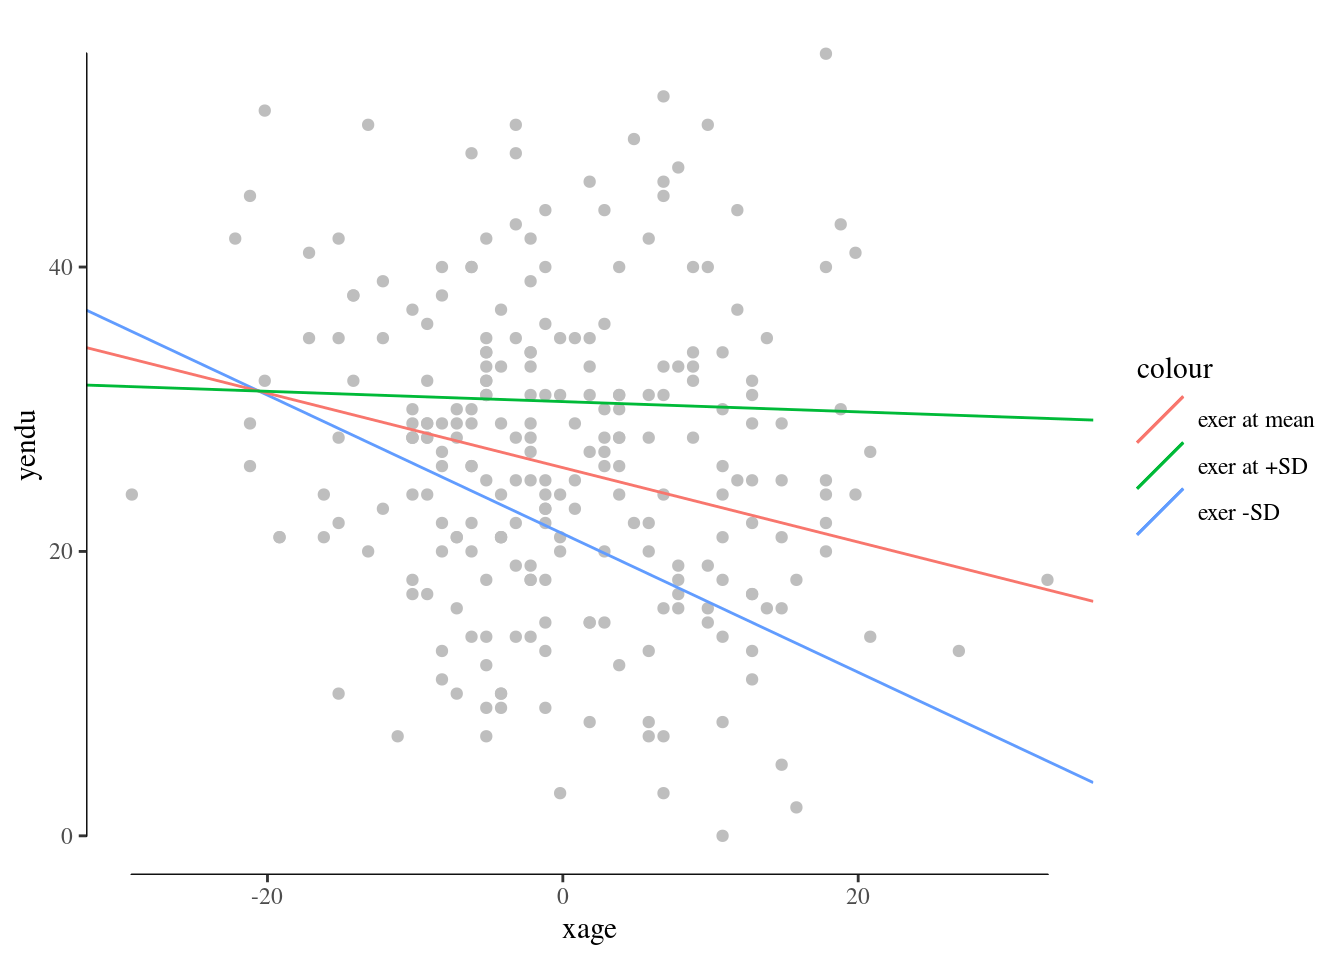 yendu
40
20
0
-20
0
20
xage
colour
exer at mean
exer at +SD
exer -SD